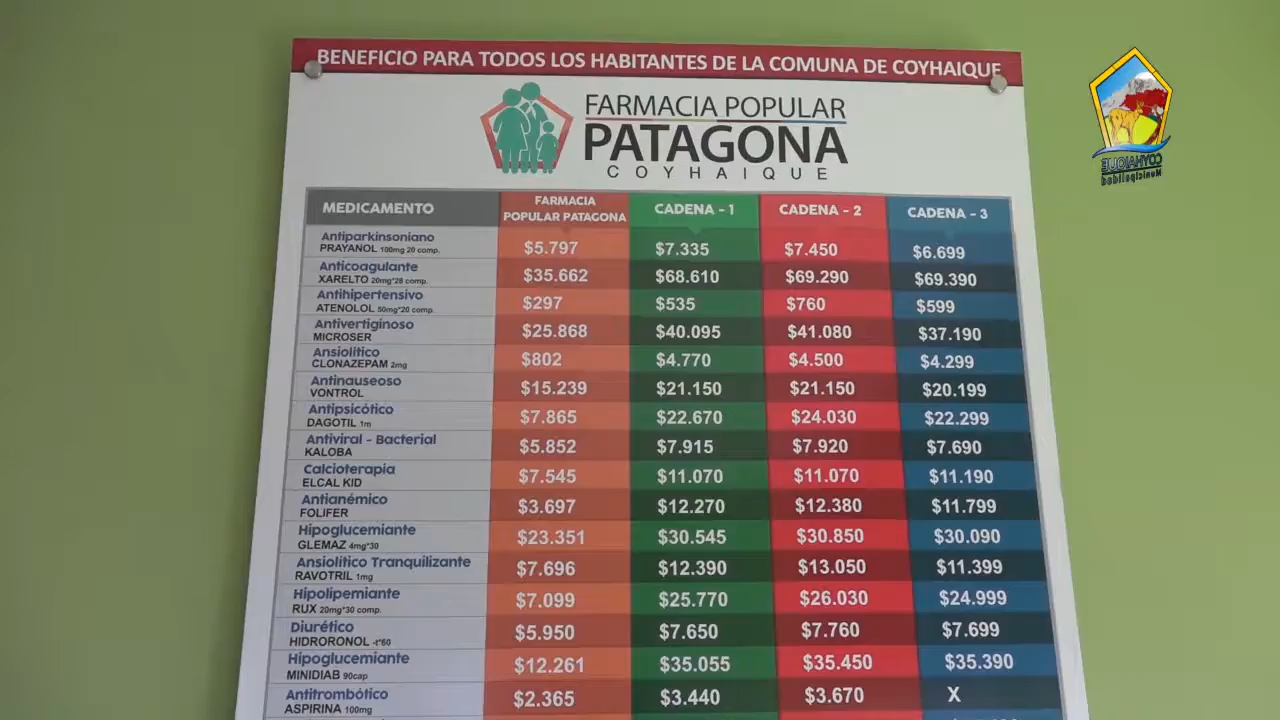 BENEFICIO PARA TODOS LOS HABITANTES DE LA COMUNA DE COYHAIQUE
FARMACIA POPULAR
PATAGONA
COYHAIQUE
COYHAIQUE
Municipalidad
MEDICAMENTO FARMACIA POPULAR PATAGONA CADENA - 1 CADENA - 2 CADENA - 3
Antiparkinsoniano
PRAYANOL 100mg 20 comp. $5.797 $7.335 $7.450 $6.699
Anticoagulante
XARELTO 20mg*28 comp. $35.662 $68.610 $69.290 $69.390
Antihipertensivo
ATENOLOL 50mg*20 comp. $297 $535 $760 $599
Antivertiginoso
MICROSER $25.868 $40.095 $41.080 $37.190
Ansiolítico
CLONAZEPAM 2mg $802 $4.770 $4.500 $4.299
Antinauseoso
VONTROL $15.239 $21.150 $21.150 $20.199
Antipsicótico
DAGOTIL 1m $7.865 $22.670 $24.030 $22.299
Antiviral - Bacterial
KALOBA $5.852 $7.915 $7.920 $7.690
Calcioterapia
ELCAL KID $7.545 $11.070 $11.070 $11.190
Antianémico
FOLIFER $3.697 $12.270 $12.380 $11.799
Hipoglucemiante
GLEMAZ 4mg*30 $23.351 $30.545 $30.850 $30.090
Ansiolítico Tranquilizante
RAVOTRIL 1mg $7.696 $12.390 $13.050 $11.399
Hipolipemiante
RUX 20mg*30 comp. $7.099 $25.770 $26.030 $24.999
Diurético
HIDRORONOL -t*60 $5.950 $7.650 $7.760 $7.699
Hipoglucemiante
MINIDIAB 90cap $12.261 $35.055 $35.450 $35.390
Antitrombótico
ASPIRINA 100mg $2.365 $3.440 $3.670 X